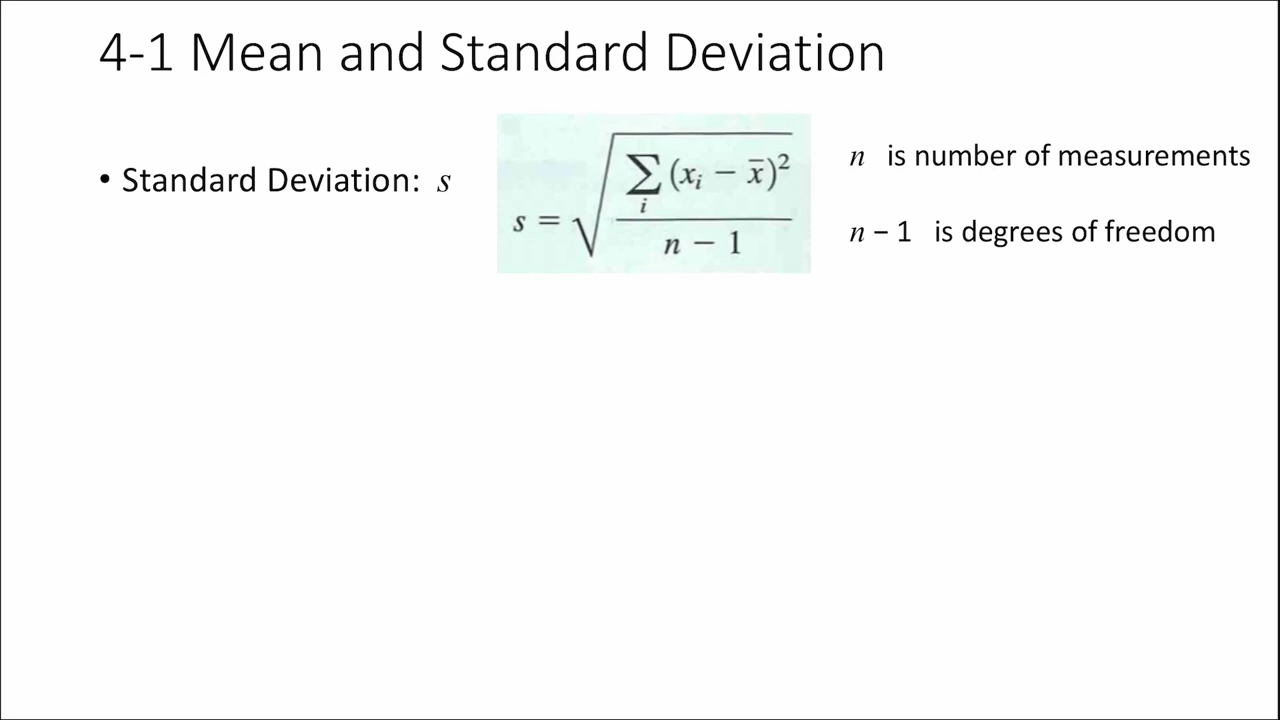 4-1 Mean and Standard Deviation
• Standard Deviation: s
s = √(∑i (xi − x̄)² / (n − 1))
n is number of measurements
n − 1 is degrees of freedom